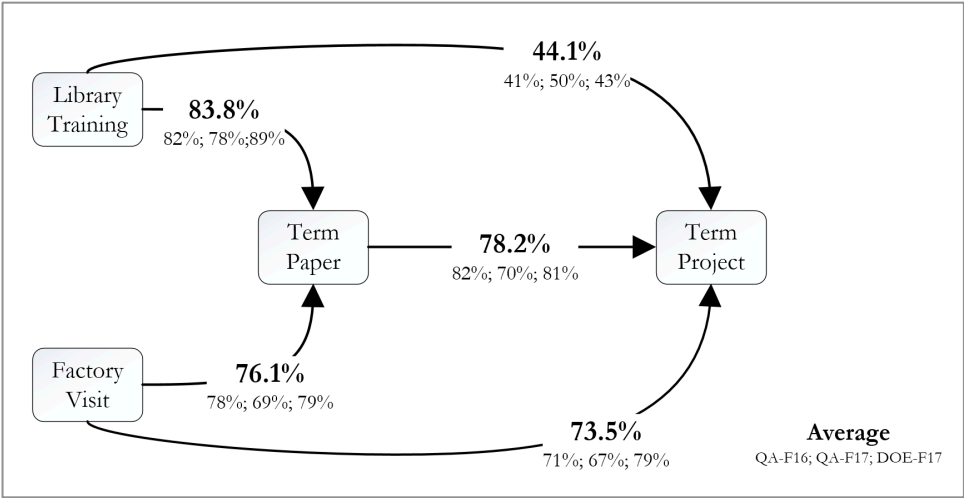 44.1%
41%; 50%; 43%
Library
Training
83.8%
82%; 78%;89%
Term
Paper
78.2%
82%; 70%; 81%
Term
Project
Factory
Visit
76.1%
78%; 69%; 79%
73.5%
71%; 67%; 79%
Average
QA-F16; QA-F17; DOE-F17